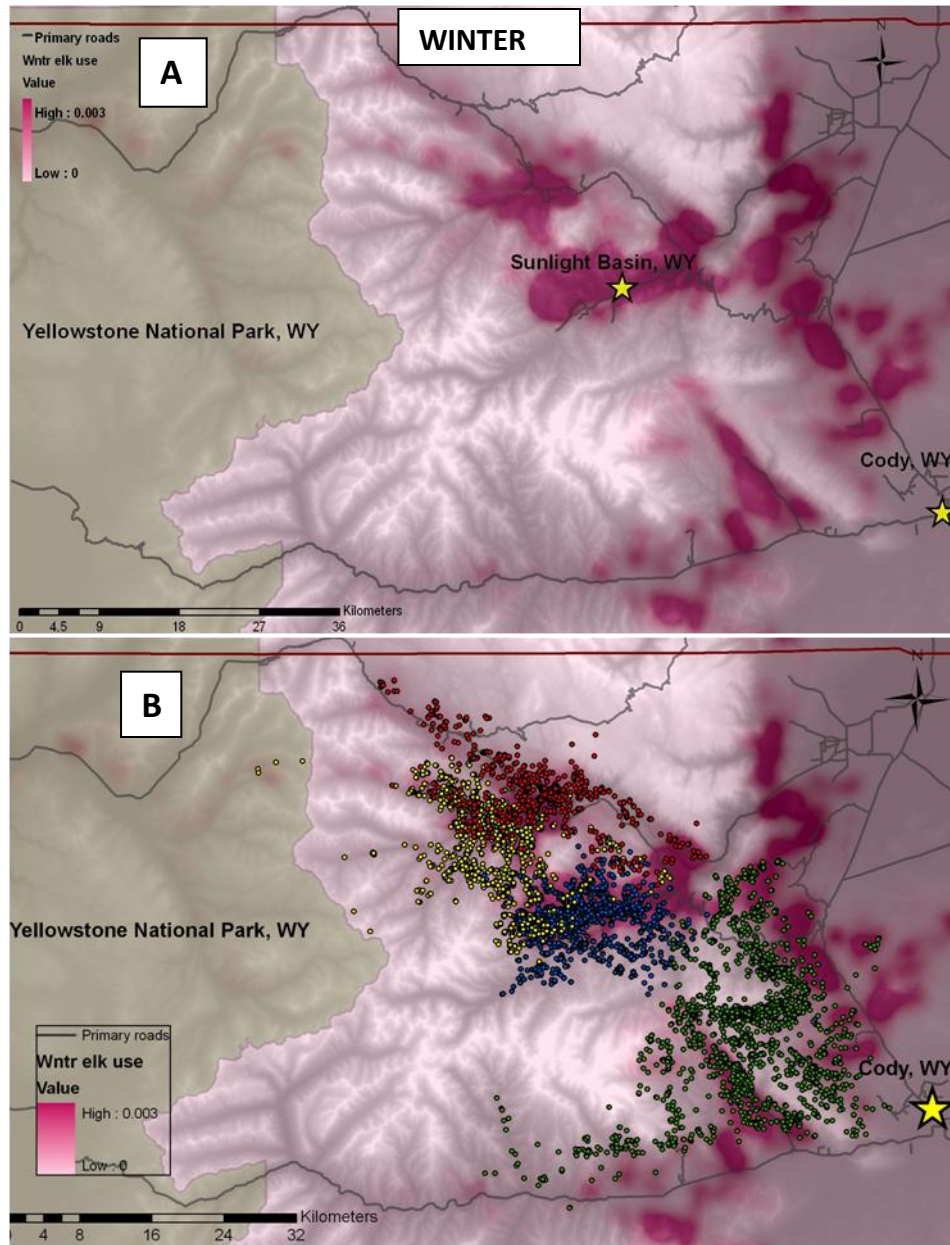 Primary roads
Wntr elk use
Value
High : 0.003
Low : 0
A
WINTER
N
Sunlight Basin, WY
Yellowstone National Park, WY
Cody, WY
Kilometers
0 4.5 9 18 27 36
B
N
Yellowstone National Park, WY
Primary roads
Wntr elk use
Value
High : 0.003
Low : 0
Cody, WY
Kilometers
4 8 16 24 32